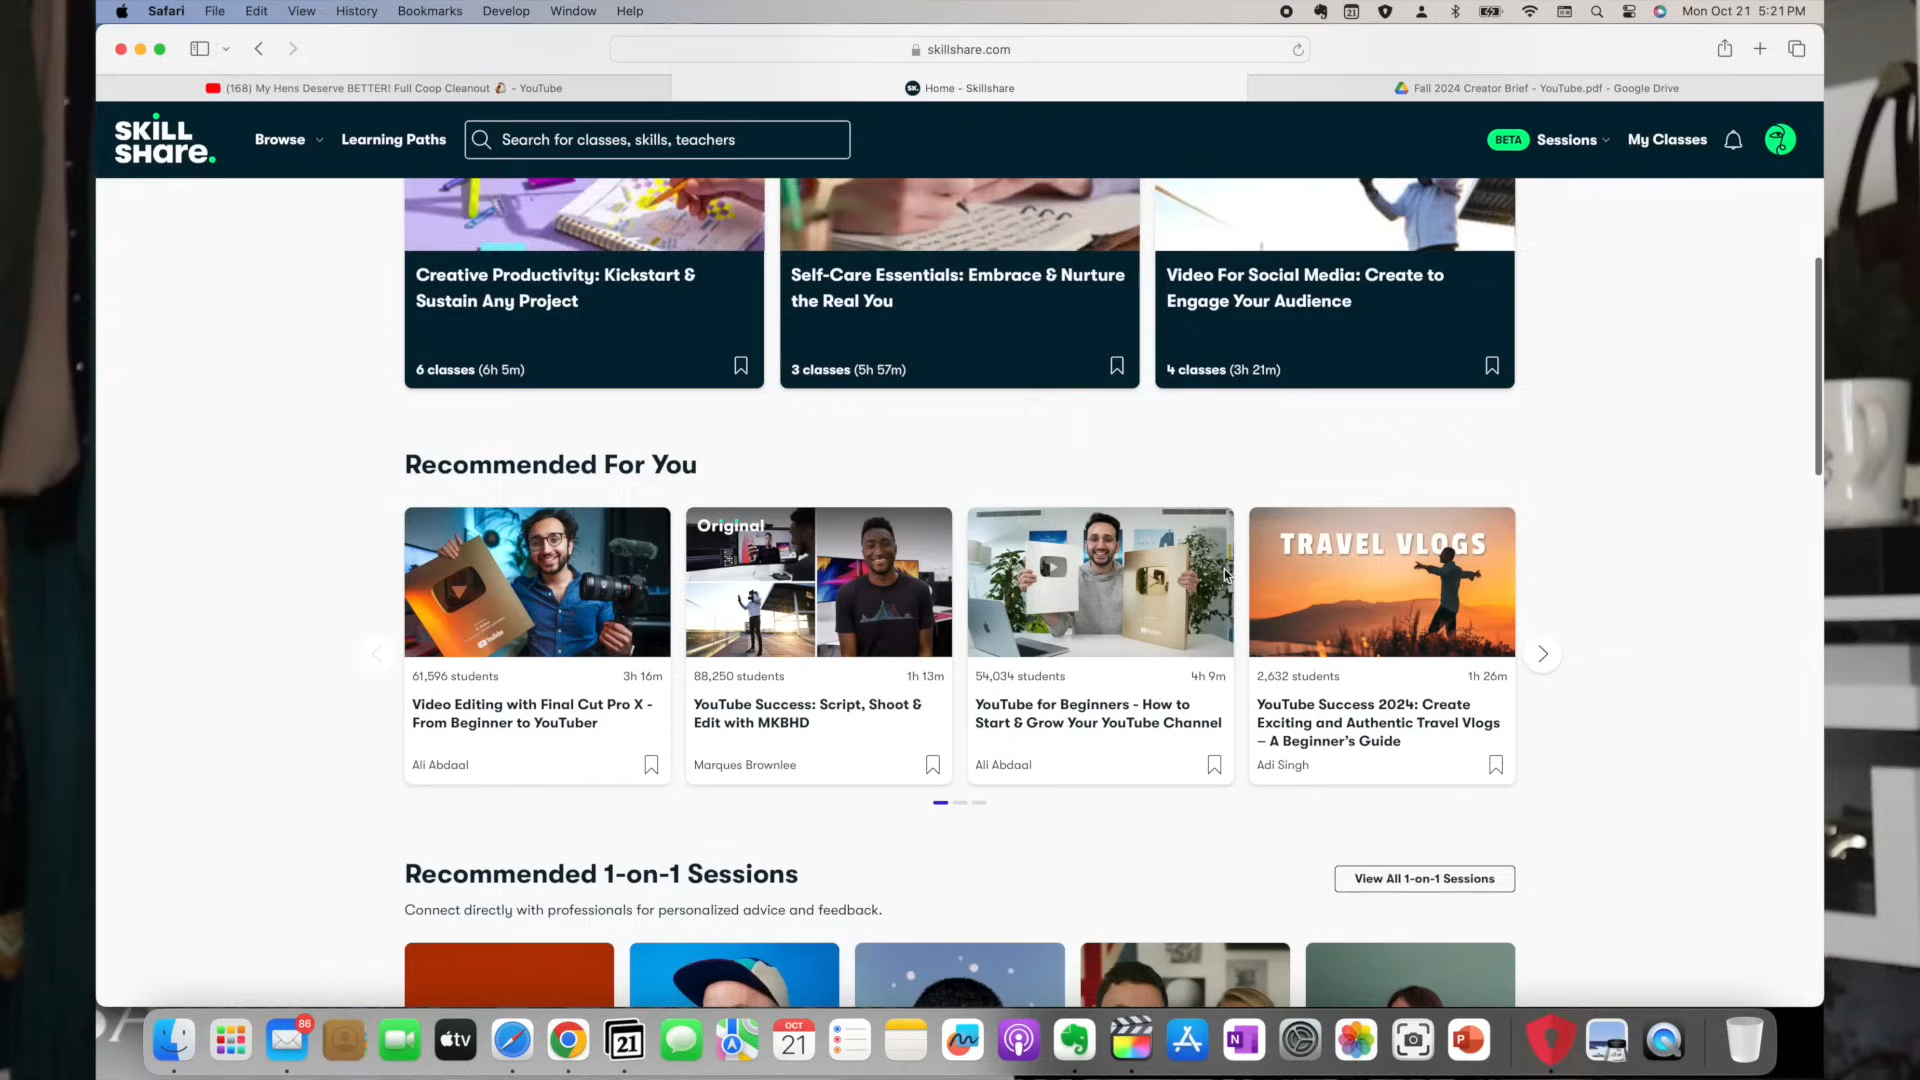 Safari File Edit View History Bookmarks Develop Window Help
21
Mon Oct 21 5:21 PM
skillshare.com
(168) My Hens Deserve BETTER! Full Coop Cleanout 🐔 - YouTube
SK. Home - Skillshare
Fall 2024 Creator Brief - YouTube.pdf - Google Drive
SKILL
SHARE.
Browse
Learning Paths
Search for classes, skills, teachers
BETA Sessions
My Classes
Creative Productivity: Kickstart &
Sustain Any Project
6 classes (6h 5m)
Self-Care Essentials: Embrace & Nurture
the Real You
3 classes (5h 57m)
Video For Social Media: Create to
Engage Your Audience
4 classes (3h 21m)
Recommended For You
YouTube
61,596 students 3h 16m
Video Editing with Final Cut Pro X -
From Beginner to YouTuber
Ali Abdaal
Original
88,250 students 1h 13m
YouTube Success: Script, Shoot &
Edit with MKBHD
Marques Brownlee
54,034 students 4h 9m
YouTube for Beginners - How to
Start & Grow Your YouTube Channel
Ali Abdaal
TRAVEL VLOGS
2,632 students 1h 26m
YouTube Success 2024: Create
Exciting and Authentic Travel Vlogs
– A Beginner's Guide
Adi Singh
Recommended 1-on-1 Sessions
View All 1-on-1 Sessions
Connect directly with professionals for personalized advice and feedback.
86
tv
21
OCT
21
N
P